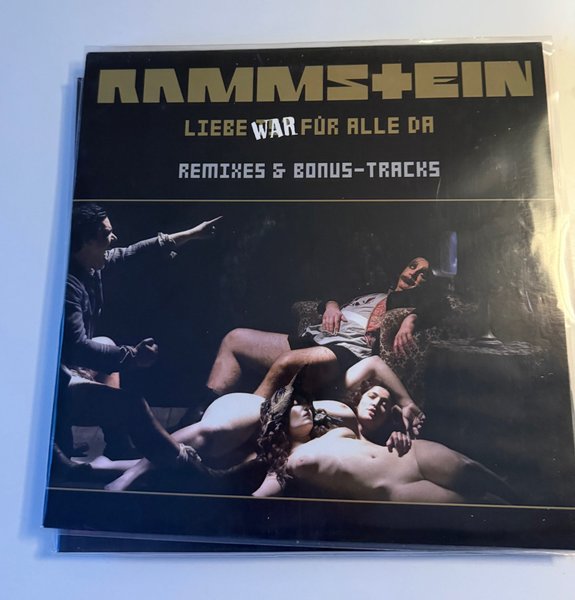 RAMMSTEIN
LIEBE WAR FÜR ALLE DA
REMIXES & BONUS-TRACKS